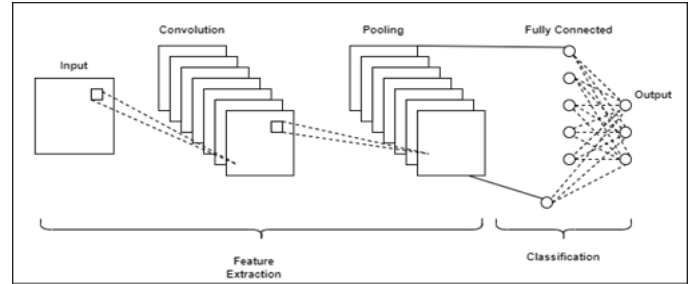 Convolution
Pooling
Fully Connected
Input
Output
Feature
Extraction
Classification